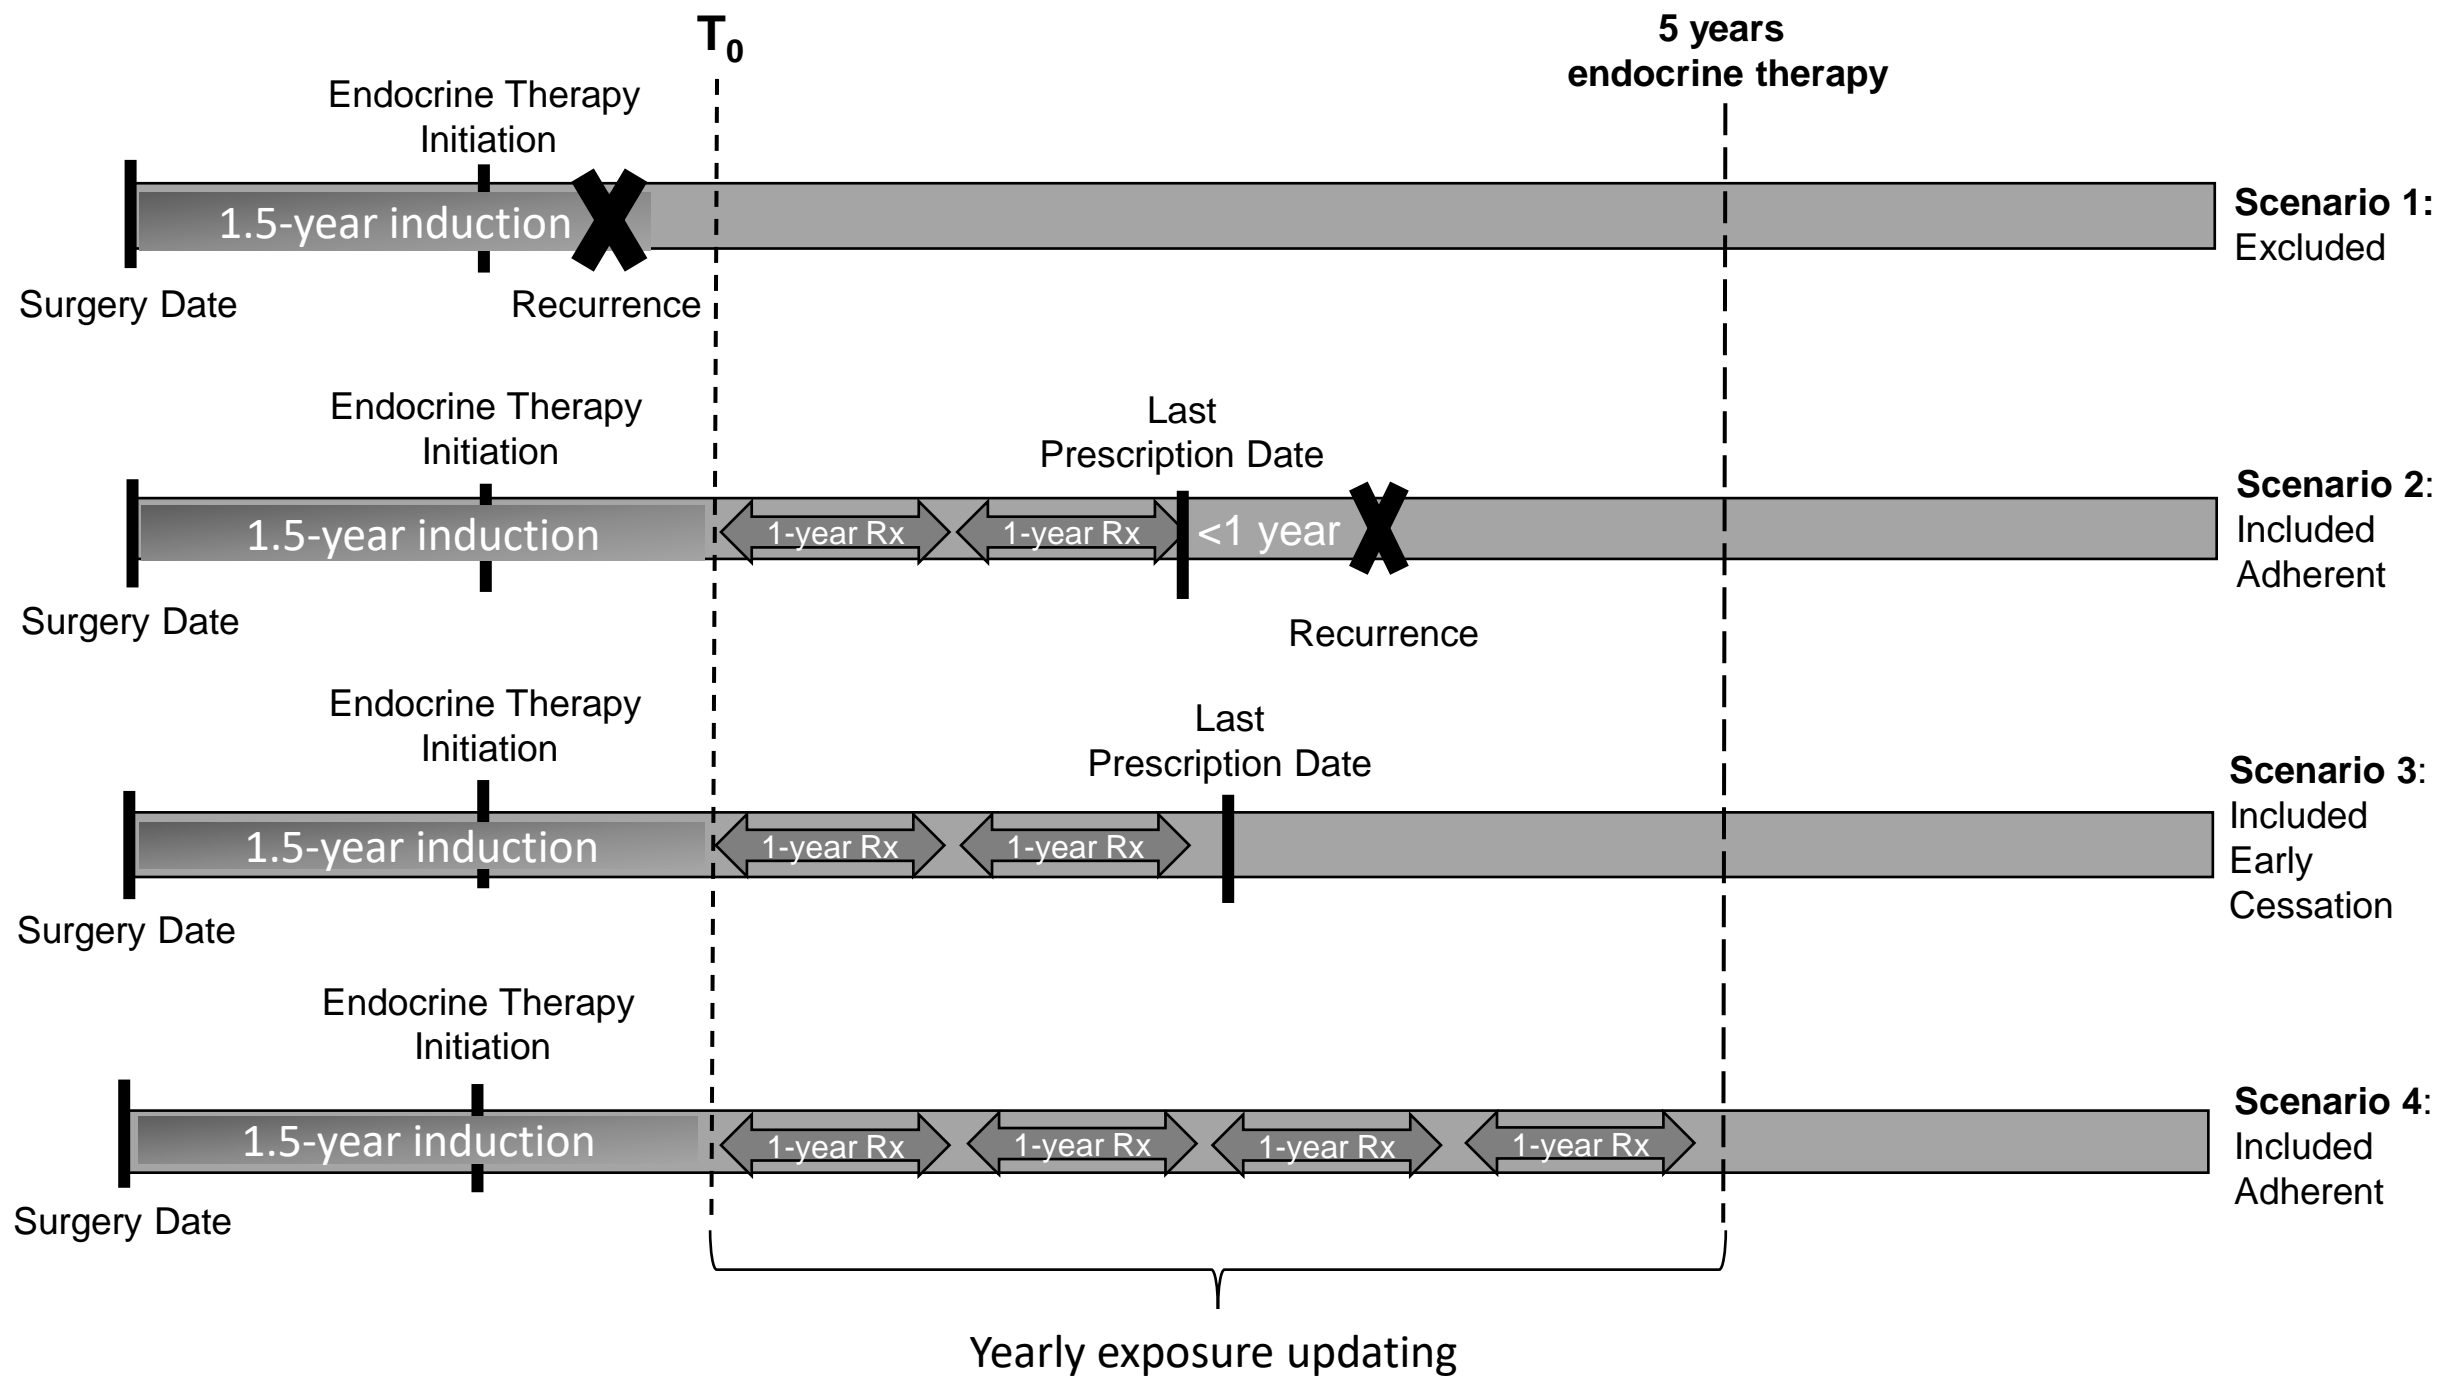 T0
5 years
endocrine therapy
Endocrine Therapy
Initiation
1.5-year induction
Surgery Date
Recurrence
Scenario 1:
Excluded
Endocrine Therapy
Initiation
Last
Prescription Date
1.5-year induction
1-year Rx
1-year Rx
<1 year
Surgery Date
Recurrence
Scenario 2:
Included
Adherent
Endocrine Therapy
Initiation
Last
Prescription Date
1.5-year induction
1-year Rx
1-year Rx
Surgery Date
Scenario 3:
Included
Early
Cessation
Endocrine Therapy
Initiation
1.5-year induction
1-year Rx
1-year Rx
1-year Rx
1-year Rx
Surgery Date
Scenario 4:
Included
Adherent
Yearly exposure updating